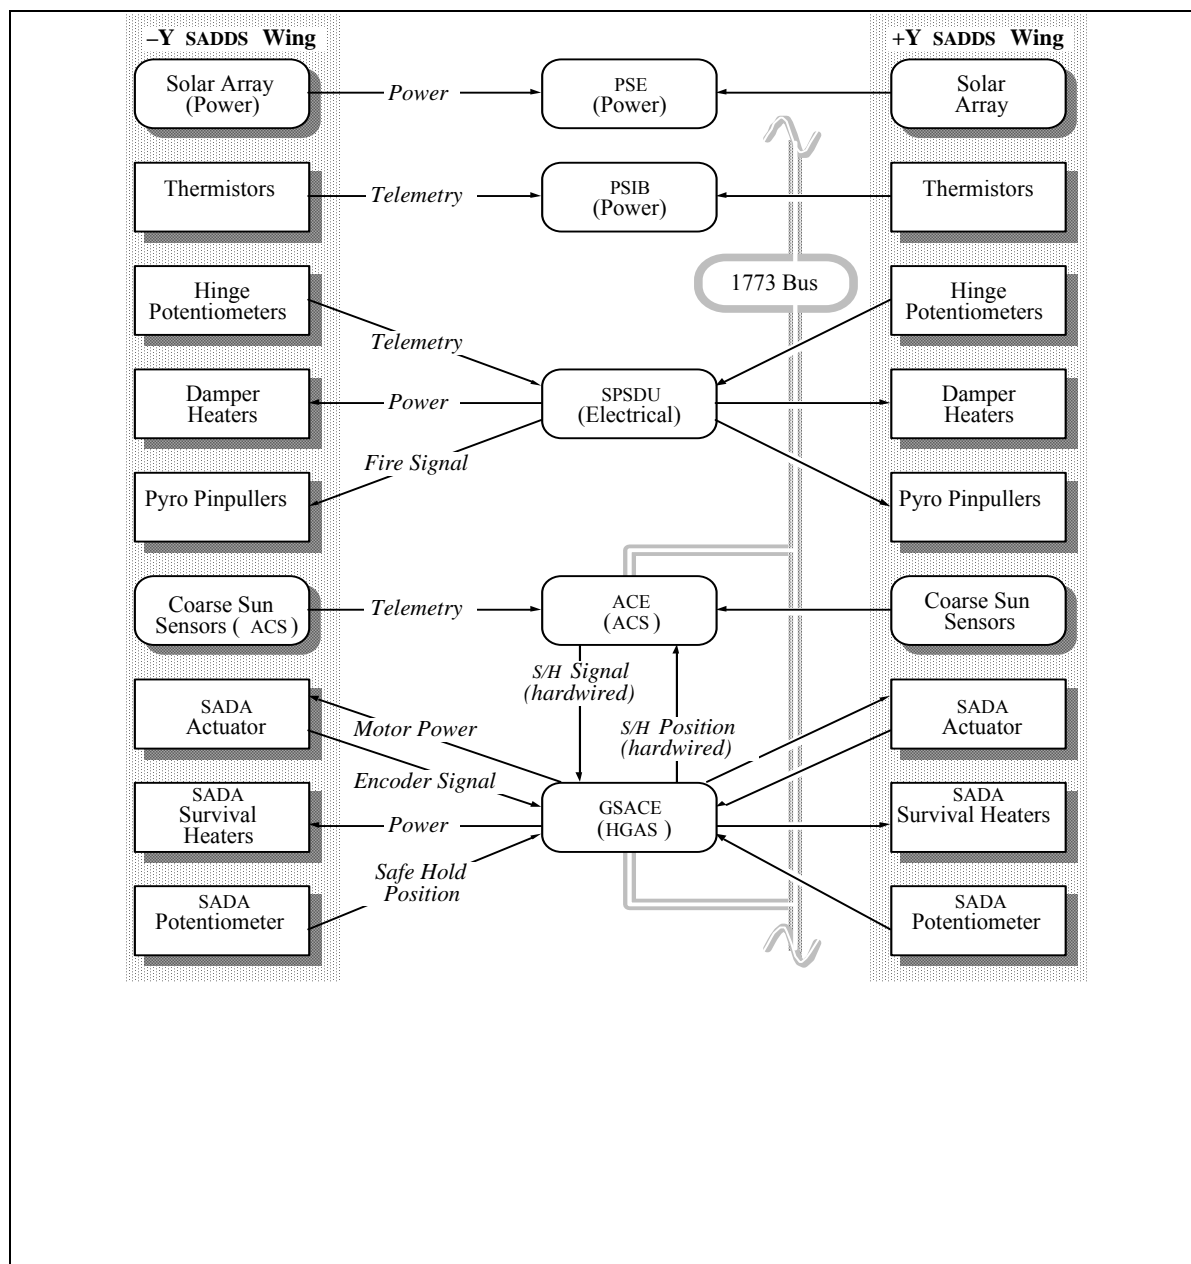 –Y SADDS Wing
+Y SADDS Wing
Solar Array
(Power)
Power
PSE
(Power)
Solar
Array
Thermistors
Telemetry
PSIB
(Power)
Thermistors
1773 Bus
Hinge
Potentiometers
Telemetry
Hinge
Potentiometers
Damper
Heaters
Power
SPSDU
(Electrical)
Damper
Heaters
Fire Signal
Pyro Pinpullers
Pyro Pinpullers
Coarse Sun
Sensors ( ACS )
Telemetry
ACE
(ACS)
Coarse Sun
Sensors
S/H Signal
(hardwired)
S/H Position
(hardwired)
SADA
Actuator
Motor Power
Encoder Signal
SADA
Actuator
SADA
Survival
Heaters
Power
GSACE
(HGAS )
SADA
Survival Heaters
Safe Hold
Position
SADA
Potentiometer
SADA
Potentiometer